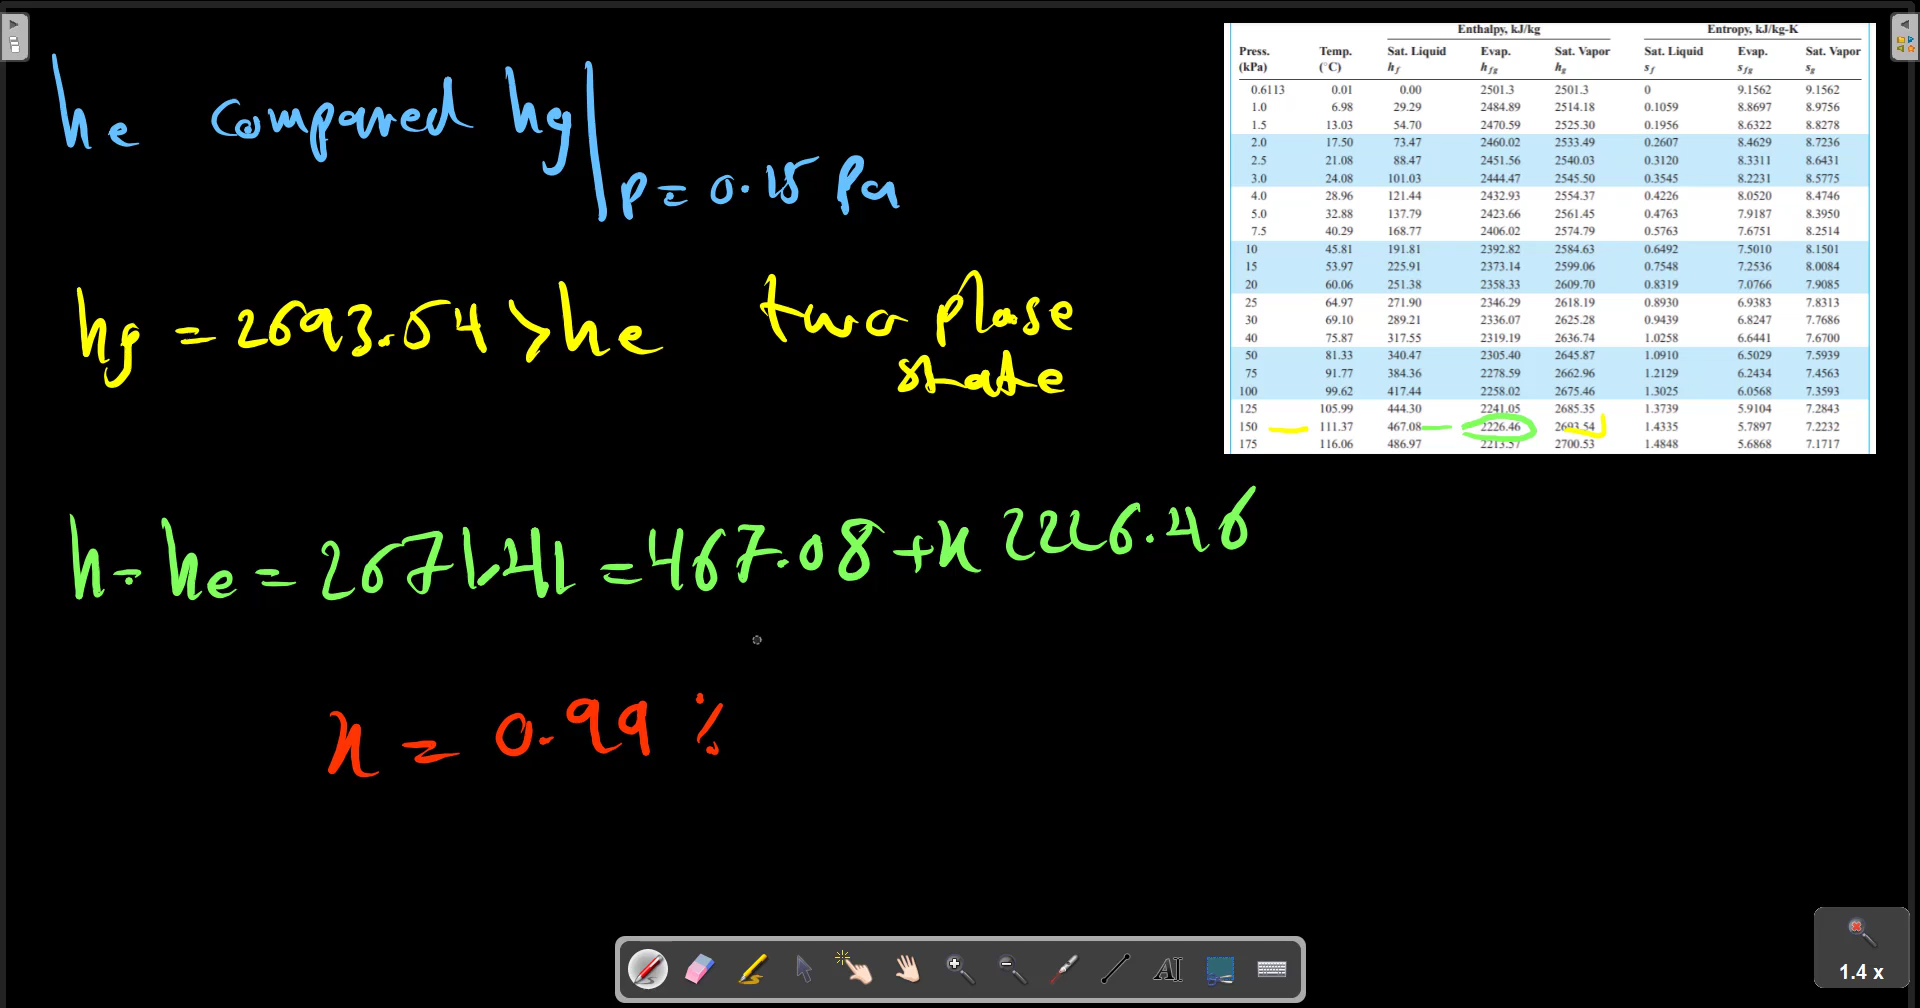 he compared hg|P=0.15 Pa
hg = 2693.54 > he two phase
state
h = he = 2671.41 = 467.08 + x 2226.46
x = 0.99 %
Enthalpy, kJ/kg Entropy, kJ/kg-K
Press. Temp. Sat. Liquid Evap. Sat. Vapor Sat. Liquid Evap. Sat. Vapor
(kPa) (°C) hf hfg hg sf sfg sg
0.6113 0.01 0.00 2501.3 2501.3 0 9.1562 9.1562
1.0 6.98 29.29 2484.89 2514.18 0.1059 8.8697 8.9756
1.5 13.03 54.70 2470.59 2525.30 0.1956 8.6322 8.8278
2.0 17.50 73.47 2460.02 2533.49 0.2607 8.4629 8.7236
2.5 21.08 88.47 2451.56 2540.03 0.3120 8.3311 8.6431
3.0 24.08 101.03 2444.47 2545.50 0.3545 8.2231 8.5775
4.0 28.96 121.44 2432.93 2554.37 0.4226 8.0520 8.4746
5.0 32.88 137.79 2423.66 2561.45 0.4763 7.9187 8.3950
7.5 40.29 168.77 2406.02 2574.79 0.5763 7.6751 8.2514
10 45.81 191.81 2392.82 2584.63 0.6492 7.5010 8.1501
15 53.97 225.91 2373.14 2599.06 0.7548 7.2536 8.0084
20 60.06 251.38 2358.33 2609.70 0.8319 7.0766 7.9085
25 64.97 271.90 2346.29 2618.19 0.8930 6.9383 7.8313
30 69.10 289.21 2336.07 2625.28 0.9439 6.8247 7.7686
40 75.87 317.55 2319.19 2636.74 1.0258 6.6441 7.6700
50 81.33 340.47 2305.40 2645.87 1.0910 6.5029 7.5939
75 91.77 384.36 2278.59 2662.96 1.2129 6.2434 7.4563
100 99.62 417.44 2258.02 2675.46 1.3025 6.0568 7.3593
125 105.99 444.30 2241.05 2685.35 1.3739 5.9104 7.2843
150 111.37 467.08 2226.46 2693.54 1.4335 5.7897 7.2232
175 116.06 486.97 2213.57 2700.53 1.4848 5.6868 7.1717
AI
1.4 x